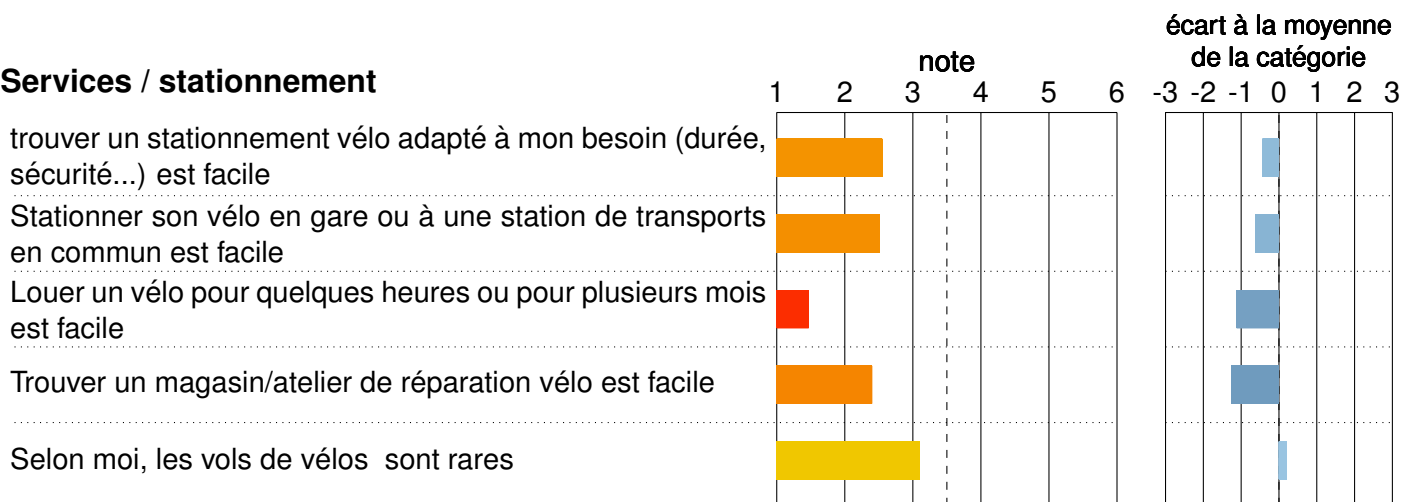 écart à la moyenne
note
de la catégorie
Services / stationnement
1 2 3 4 5 6
-3 -2 -1 0 1 2 3
trouver un stationnement vélo adapté à mon besoin (durée,
sécurité...) est facile
Stationner son vélo en gare ou à une station de transports
en commun est facile
Louer un vélo pour quelques heures ou pour plusieurs mois
est facile
Trouver un magasin/atelier de réparation vélo est facile
Selon moi, les vols de vélos sont rares